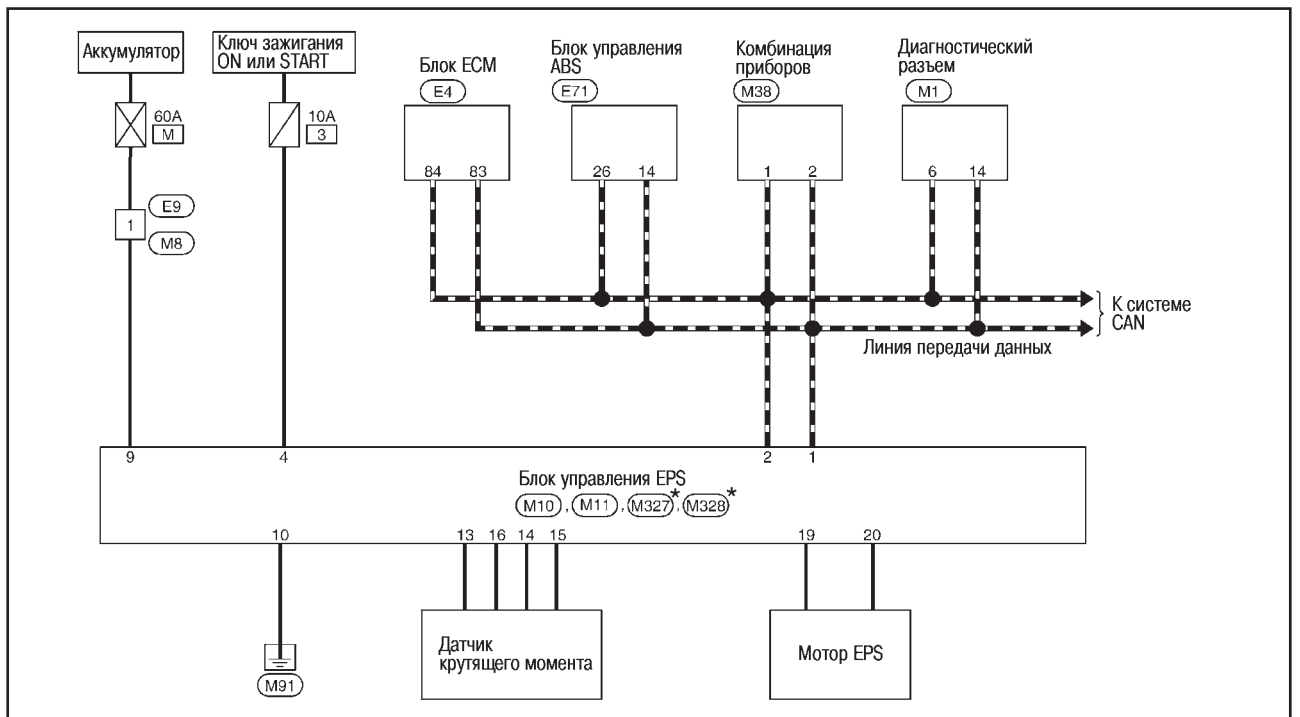 Аккумулятор
Ключ зажигания
ON или START
Блок ECM
E4
Блок управления
ABS
E71
Комбинация
приборов
M38
Диагностический
разъем
M1
60A
M
10A
3
84 83
26 14
1 2
6 14
1
E9
M8
К системе
CAN
Линия передачи данных
9 4 2 1
Блок управления EPS
M10, M11, M327*, M328*
10 13 16 14 15 19 20
M91
Датчик
крутящего момента
Мотор EPS